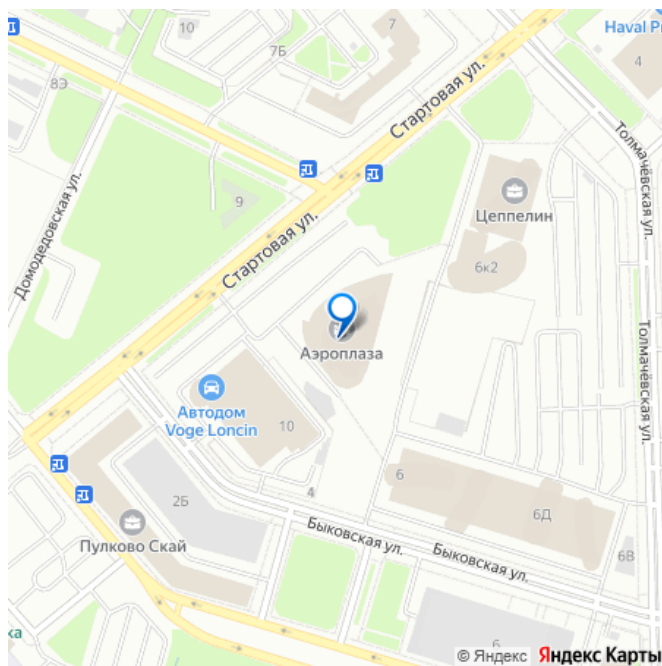 10
7
Haval P
7Б
4
8Э
Стартовая ул.
Толмачёвская ул.
Домодедовская ул.
9
Цеппелин
Стартовая ул.
6к2
Аэроплаза
Толмачёвская ул.
Автодом
Voge Loncin
10
6
4
2Б
6Д
Быковская ул.
Пулково Скай
Быковская ул.
6В
ка
6
© Яндекс Яндекс Карты